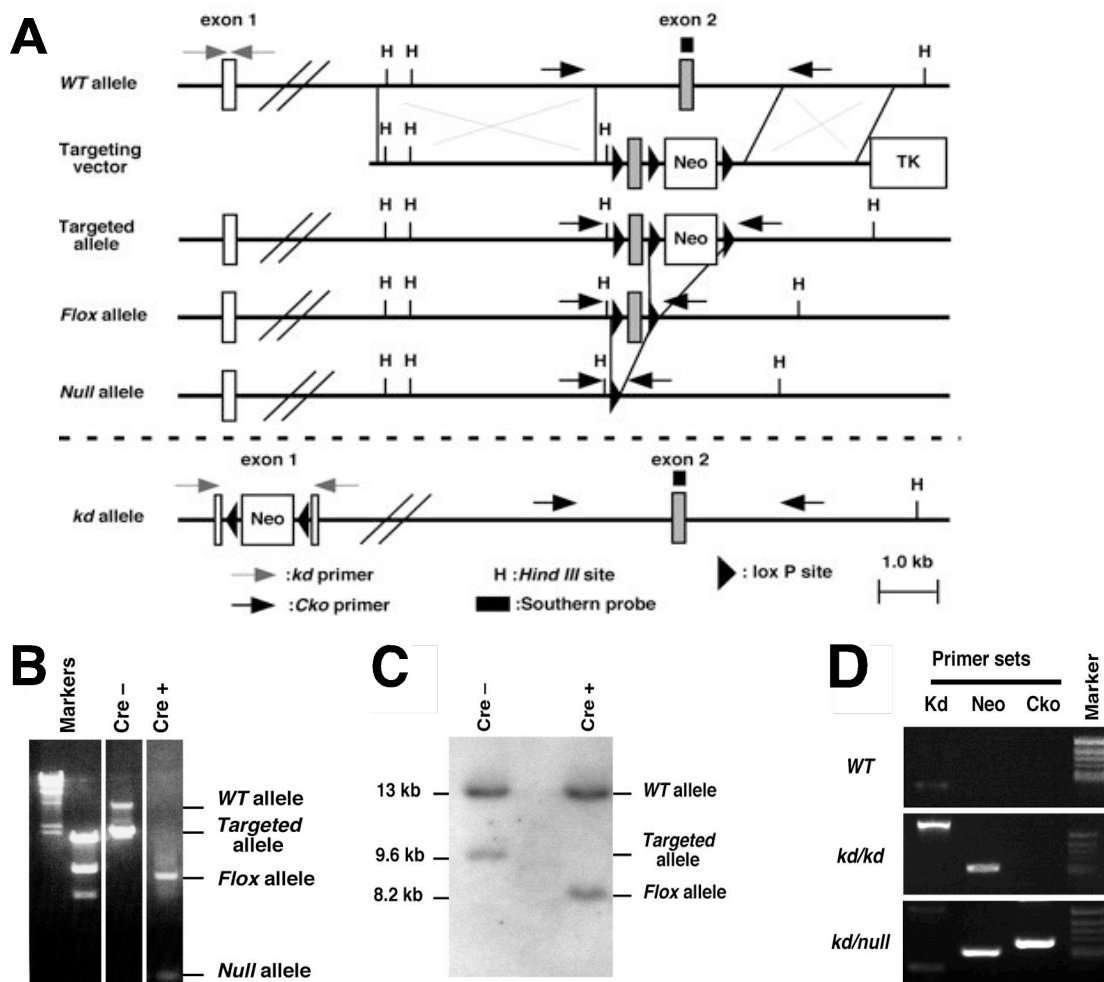 A
exon 1
exon 2
H H H
WT allele
Targeting
vector
H H H
Neo
TK
Targeted
allele
H H H H
Neo
Flox allele
H H H H
Null allele
H H H H
exon 1
exon 2
kd allele
Neo
H
:kd primer
H :Hind III site
: lox P site
1.0 kb
:Cko primer
:Southern probe
B
Markers
Cre –
Cre +
WT allele
Targeted
allele
Flox allele
Null allele
C
Cre –
Cre +
13 kb
WT allele
9.6 kb
Targeted
allele
8.2 kb
Flox allele
D
Primer sets
Kd Neo Cko
Marker
WT
kd/kd
kd/null